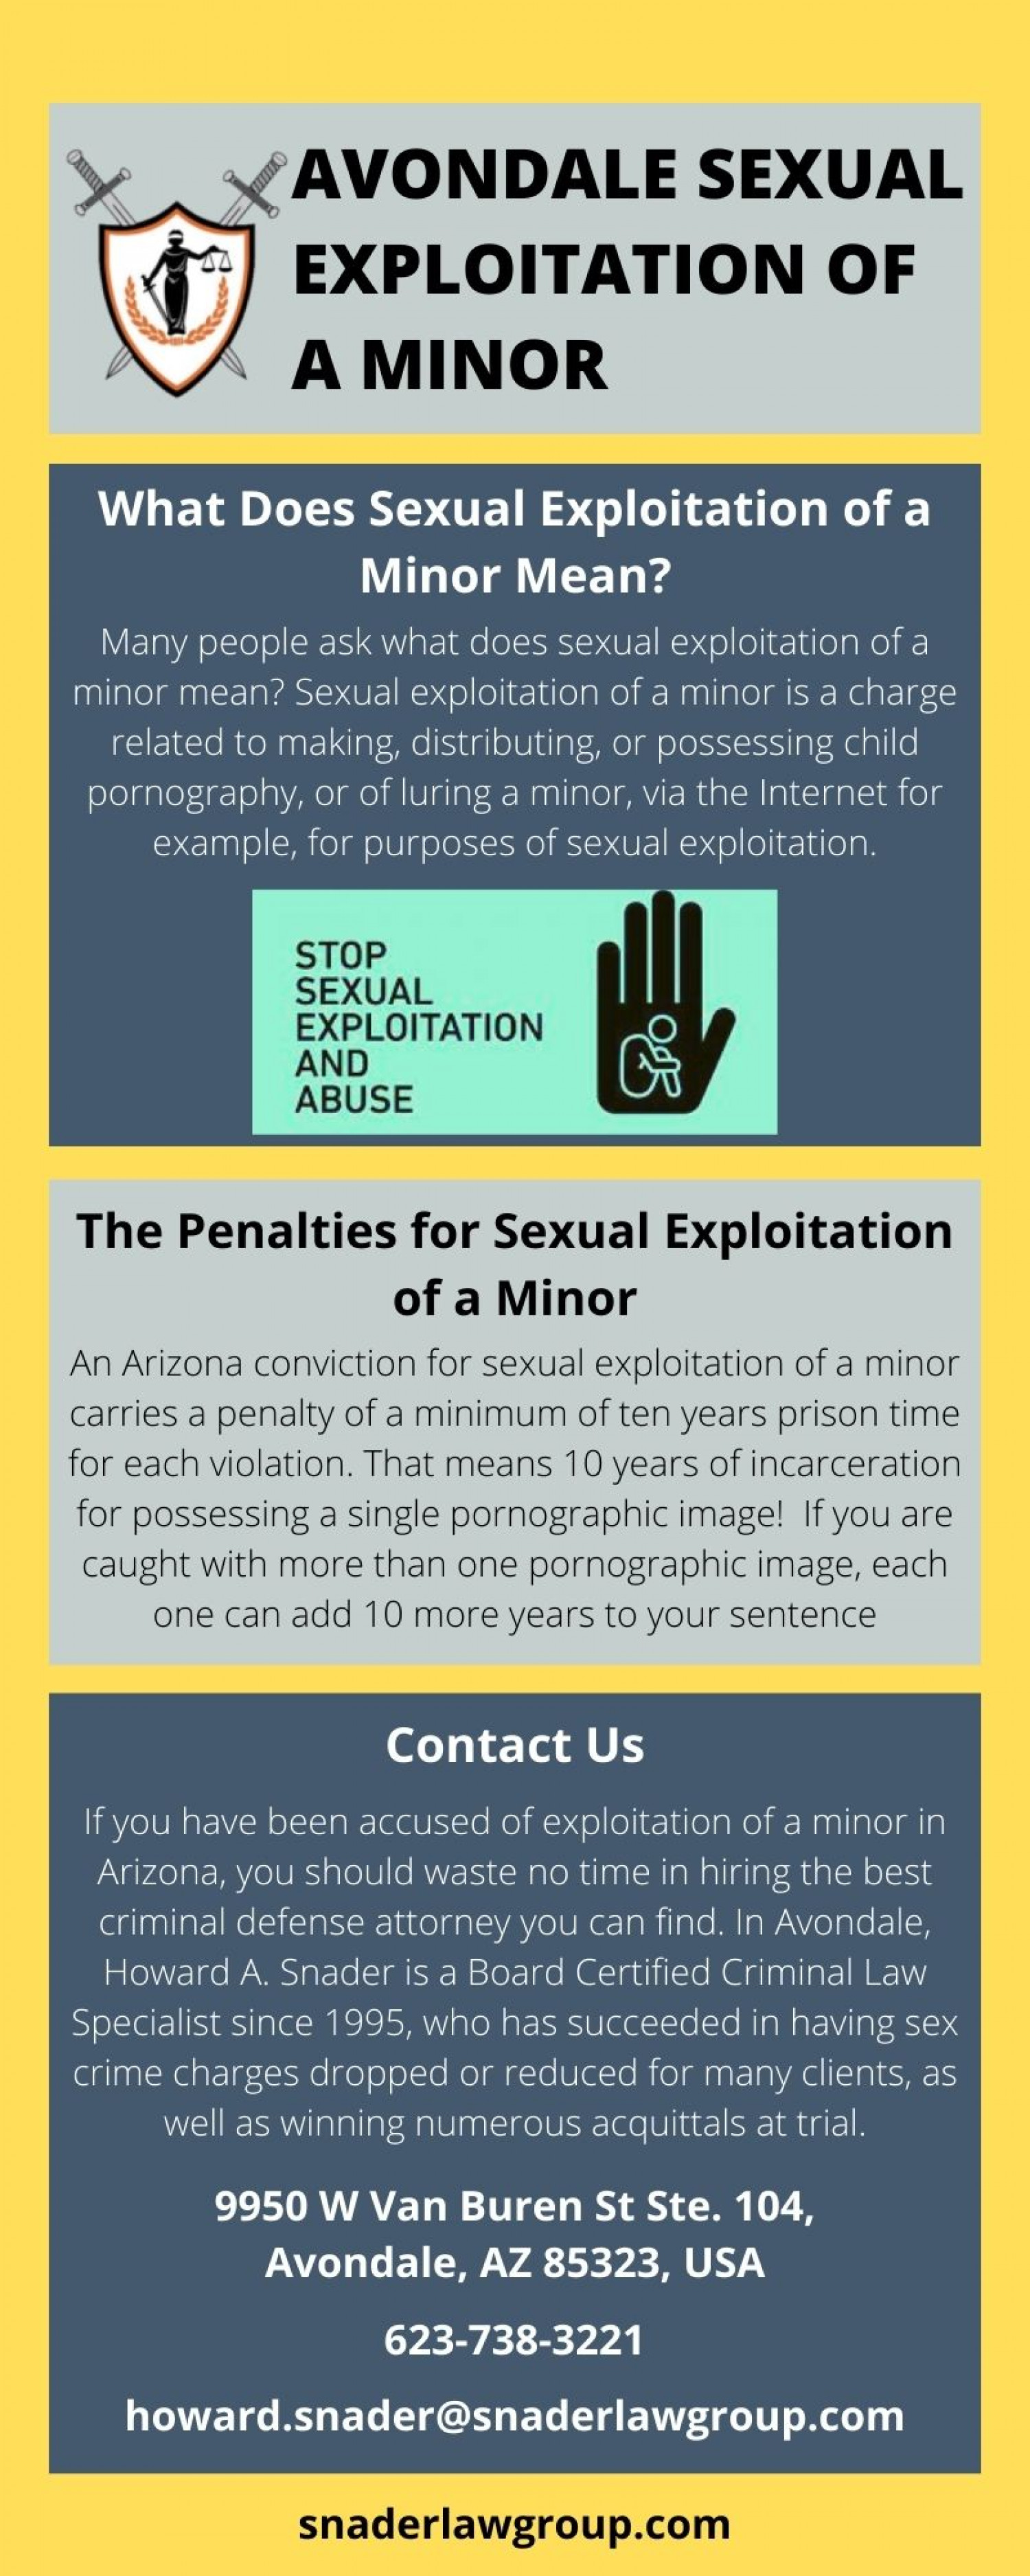 AVONDALE SEXUAL
EXPLOITATION OF
A MINOR
What Does Sexual Exploitation of a
Minor Mean?
Many people ask what does sexual exploitation of a
minor mean? Sexual exploitation of a minor is a charge
related to making, distributing, or possessing child
pornography, or of luring a minor, via the Internet for
example, for purposes of sexual exploitation.
STOP
SEXUAL
EXPLOITATION
AND
ABUSE
The Penalties for Sexual Exploitation
of a Minor
An Arizona conviction for sexual exploitation of a minor
carries a penalty of a minimum of ten years prison time
for each violation. That means 10 years of incarceration
for possessing a single pornographic image! If you are
caught with more than one pornographic image, each
one can add 10 more years to your sentence
Contact Us
If you have been accused of exploitation of a minor in
Arizona, you should waste no time in hiring the best
criminal defense attorney you can find. In Avondale,
Howard A. Snader is a Board Certified Criminal Law
Specialist since 1995, who has succeeded in having sex
crime charges dropped or reduced for many clients, as
well as winning numerous acquittals at trial.
9950 W Van Buren St Ste. 104,
Avondale, AZ 85323, USA
623-738-3221
howard.snader@snaderlawgroup.com
snaderlawgroup.com